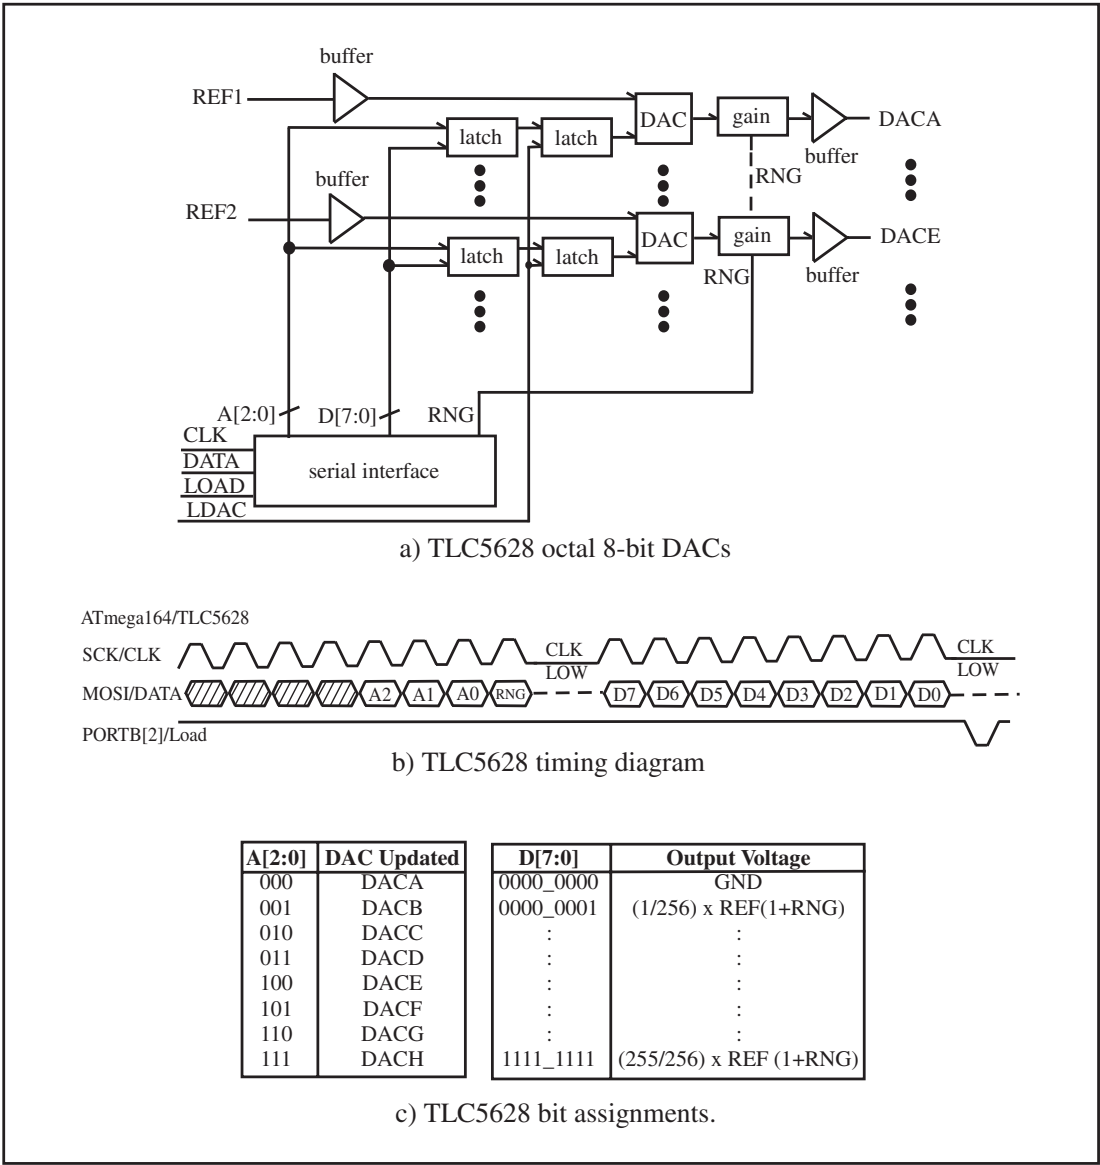 buffer
REF1
DAC
gain
DACA
latch
latch
buffer
RNG
buffer
REF2
DAC
gain
DACE
latch
latch
RNG
buffer
A[2:0]
D[7:0]
RNG
CLK
DATA
LOAD
LDAC
serial interface
a) TLC5628 octal 8-bit DACs
ATmega164/TLC5628
SCK/CLK
CLK
LOW
CLK
LOW
MOSI/DATA
A2 A1 A0 RNG D7 D6 D5 D4 D3 D2 D1 D0
PORTB[2]/Load
b) TLC5628 timing diagram
A[2:0] DAC Updated
000 DACA
001 DACB
010 DACC
011 DACD
100 DACE
101 DACF
110 DACG
111 DACH
D[7:0] Output Voltage
0000_0000 GND
0000_0001 (1/256) x REF(1+RNG)
: :
: :
: :
: :
: :
1111_1111 (255/256) x REF (1+RNG)
c) TLC5628 bit assignments.